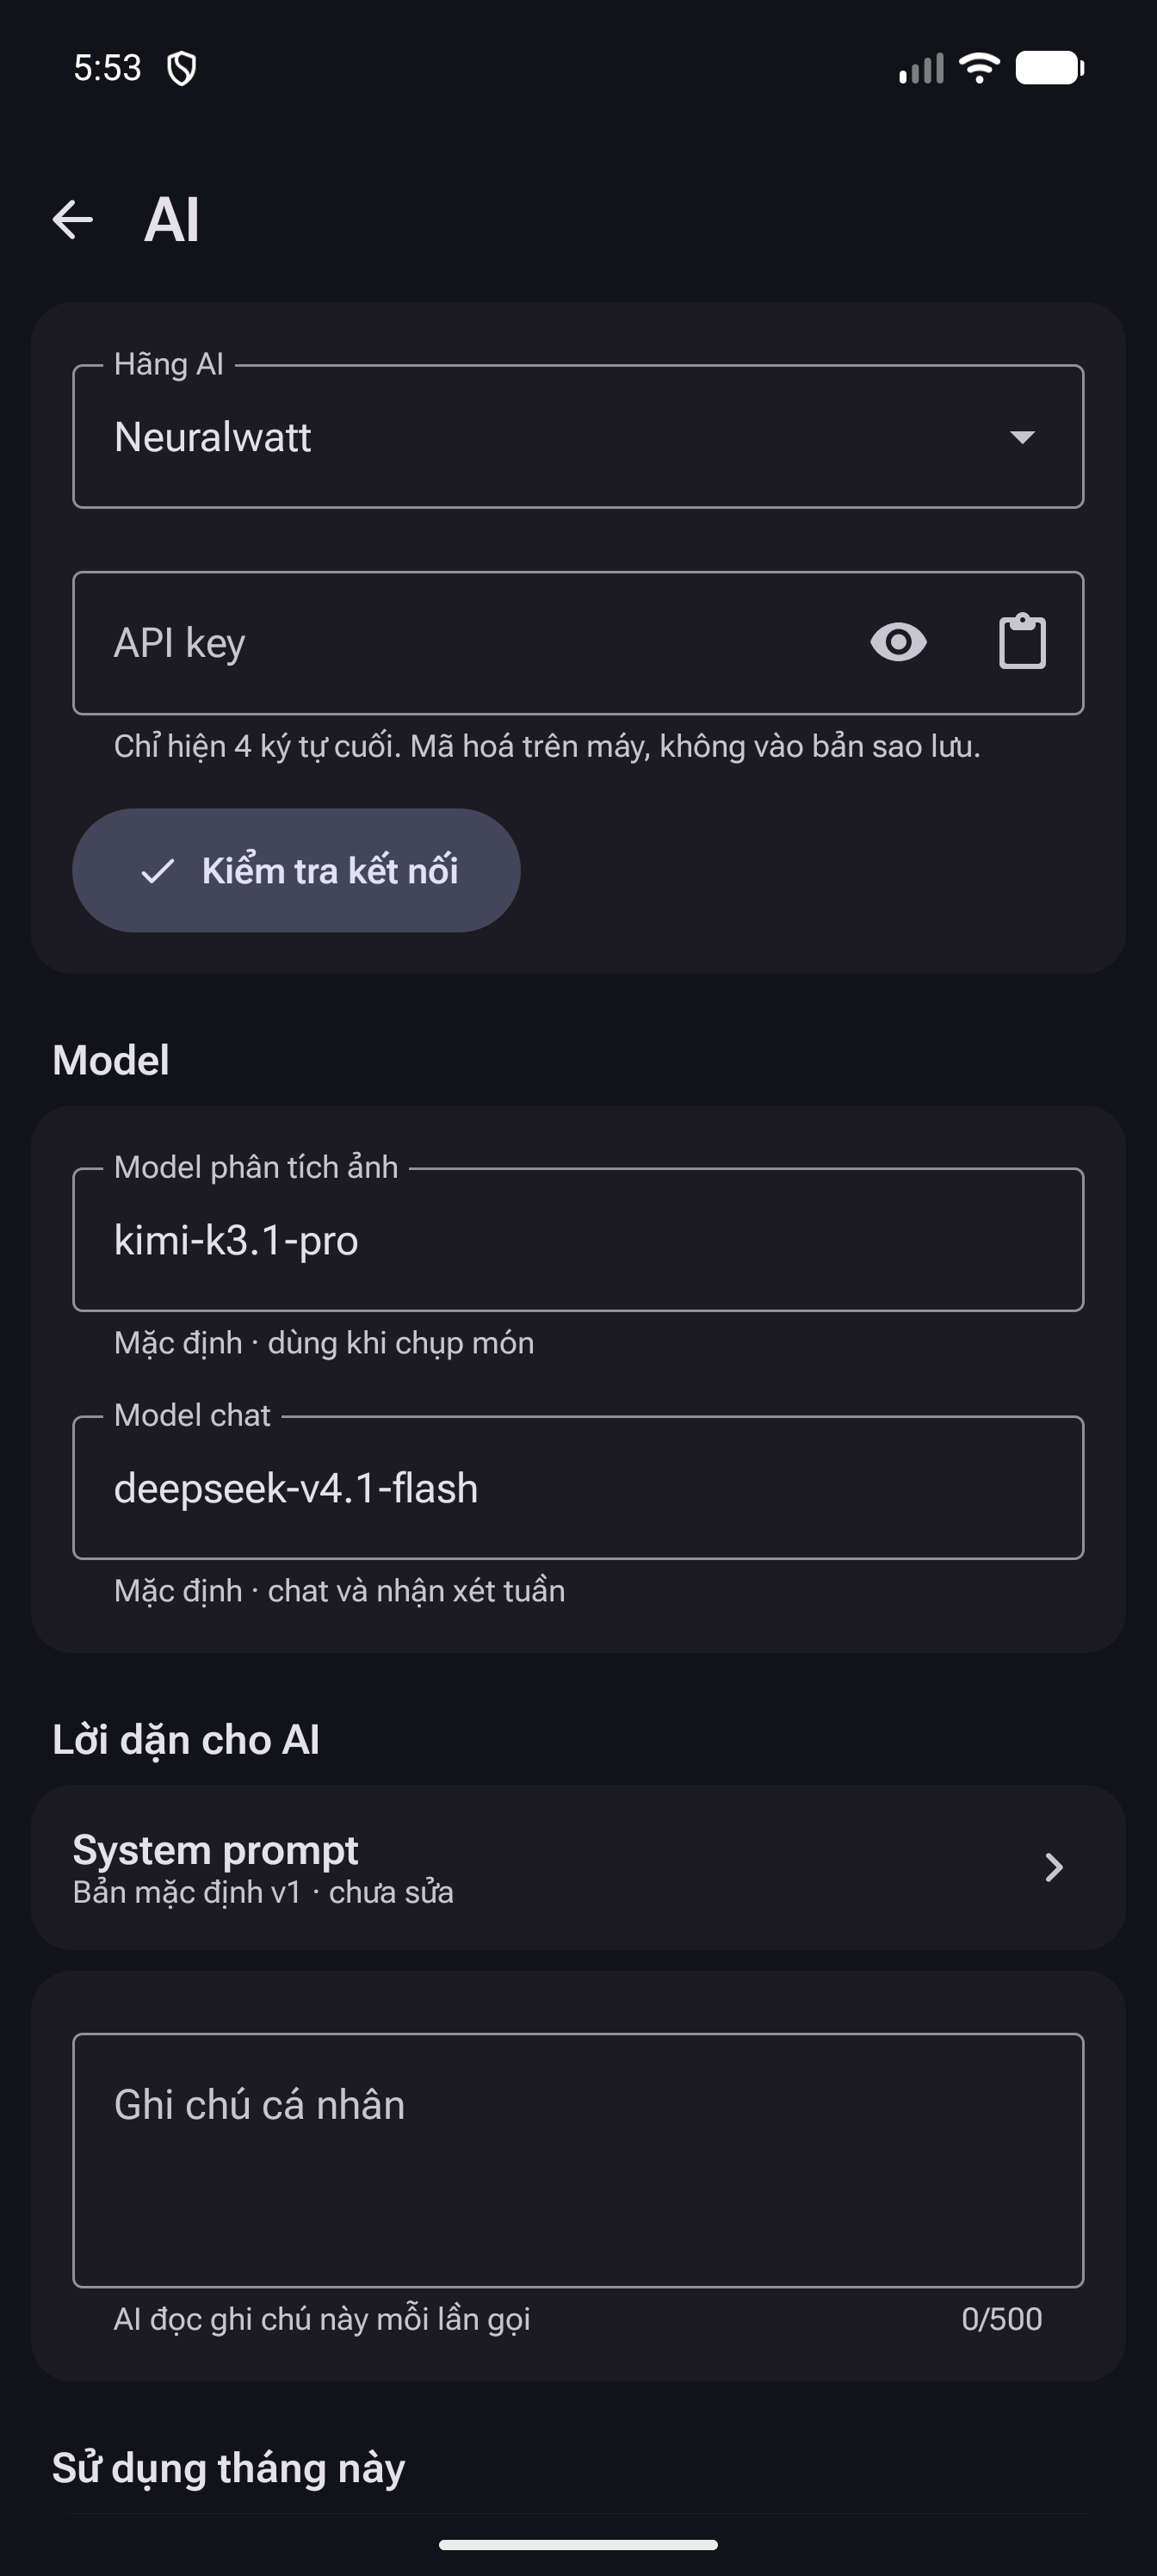 5:53
AI
Hãng AI
Neuralwatt
API key
Chỉ hiện 4 ký tự cuối. Mã hoá trên máy, không vào bản sao lưu.
Kiểm tra kết nối
Model
Model phân tích ảnh
kimi-k3.1-pro
Mặc định · dùng khi chụp món
Model chat
deepseek-v4.1-flash
Mặc định · chat và nhận xét tuần
Lời dặn cho AI
System prompt
Bản mặc định v1 · chưa sửa
Ghi chú cá nhân
AI đọc ghi chú này mỗi lần gọi 0/500
Sử dụng tháng này